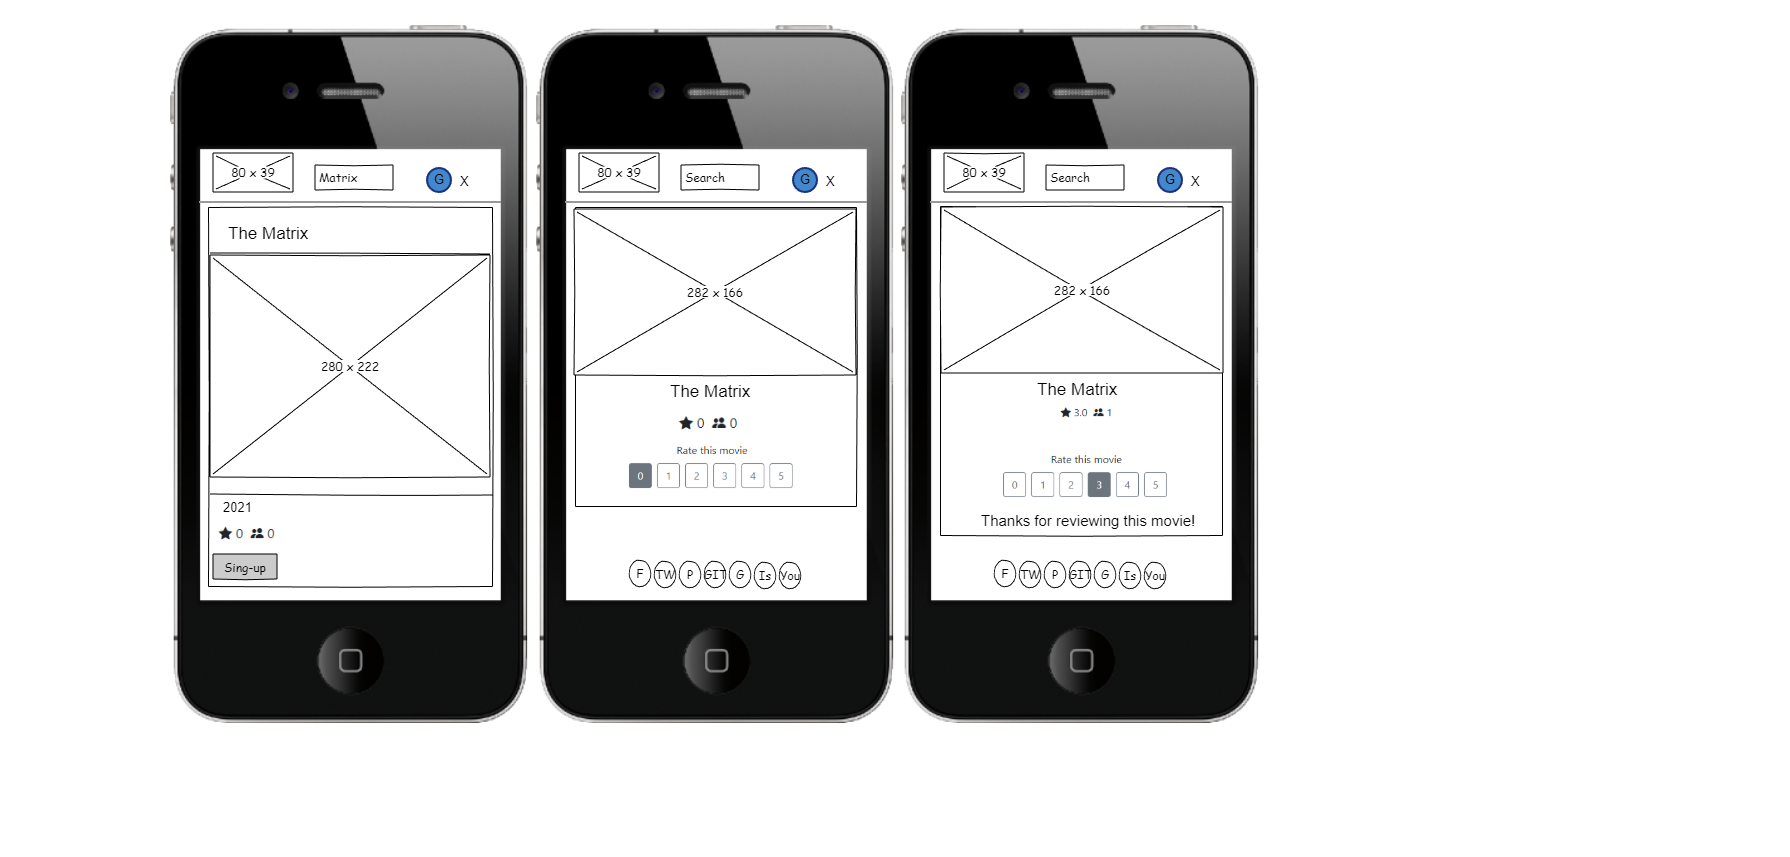 80 x 39
Matrix
G X
The Matrix
280 x 222
2021
0 0
Sing-up
80 x 39
Search
G X
282 x 166
The Matrix
0 0
Rate this movie
0 1 2 3 4 5
F TW P GIT G Is You
80 x 39
Search
G X
282 x 166
The Matrix
3.0 1
Rate this movie
0 1 2 3 4 5
Thanks for reviewing this movie!
F TW P GIT G Is You